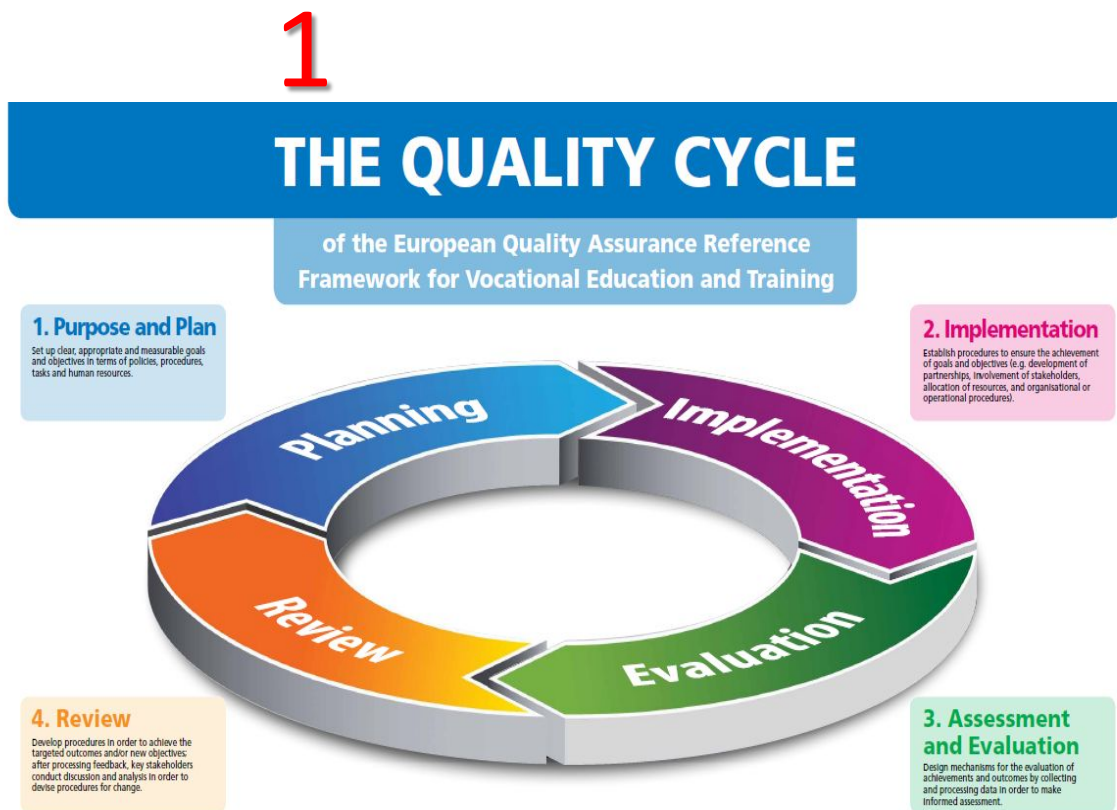 1
THE QUALITY CYCLE
of the European Quality Assurance Reference
Framework for Vocational Education and Training
1. Purpose and Plan
Set up clear, appropriate and measurable goals
and objectives in terms of policies, procedures,
tasks and human resources.
2. Implementation
Establish procedures to ensure the achievement
of goals and objectives (e.g. development of
partnerships, involvement of stakeholders,
allocation of resources, and organisational or
operational procedures).
Planning
Implementation
Review
Evaluation
4. Review
Develop procedures in order to achieve the
targeted outcomes and/or new objectives;
after processing feedback, key stakeholders
conduct discussion and analysis in order to
devise procedures for change.
3. Assessment
and Evaluation
Design mechanisms for the evaluation of
achievements and outcomes by collecting
and processing data in order to make
informed assessment.